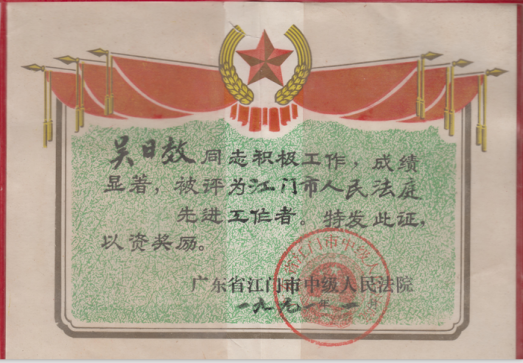 吴日效同志积极工作，成绩
显著，被评为江门市人民法庭
先进工作者。特发此证，
以资奖励。
广东省江门市中级人民法院
一九九一年一月